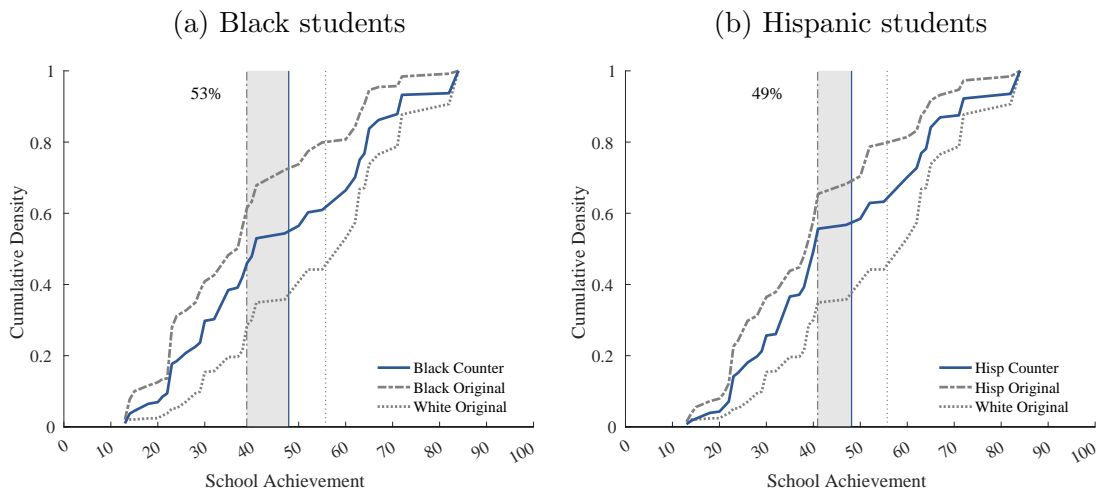 (a) Black students
1
53%
0.8
0.6
0.4
0.2
0
Cumulative Density
Black Counter
Black Original
White Original
0 10 20 30 40 50 60 70 80 90 100
School Achievement
(b) Hispanic students
1
49%
0.8
0.6
0.4
0.2
0
Cumulative Density
Hisp Counter
Hisp Original
White Original
0 10 20 30 40 50 60 70 80 90 100
School Achievement